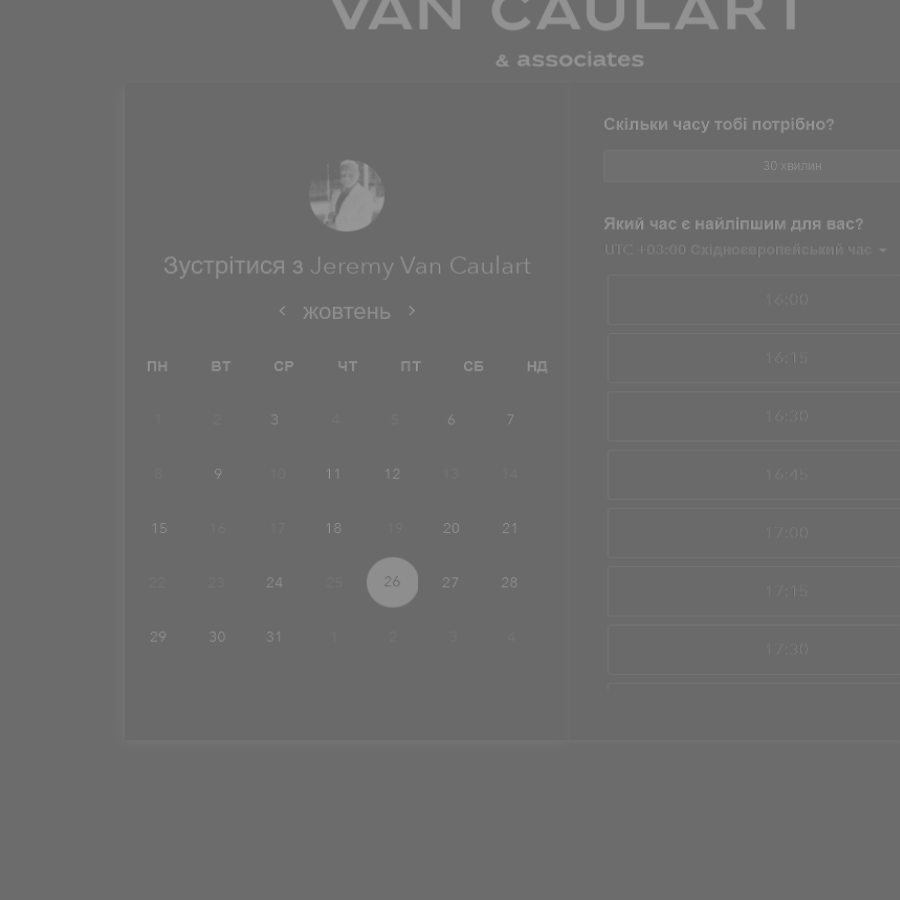 VAN CAULART
& associates
Зустрітися з Jeremy Van Caulart
жовтень
ПН ВТ СР ЧТ ПТ СБ НД
1 2 3 4 5 6 7
8 9 10 11 12 13 14
15 16 17 18 19 20 21
22 23 24 25 26 27 28
29 30 31 1 2 3 4
Скільки часу тобі потрібно?
30 хвилин
Який час є найліпшим для вас?
UTC +03:00 Східноєвропейський час
16:00
16:15
16:30
16:45
17:00
17:15
17:30